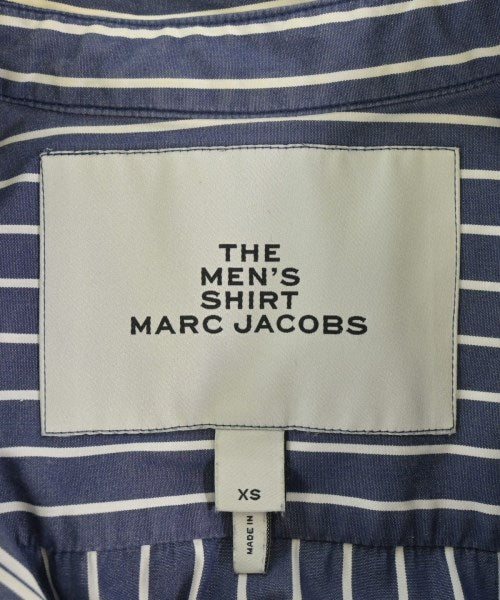 THE
MEN'S
SHIRT
MARC JACOBS
XS
MADE IN